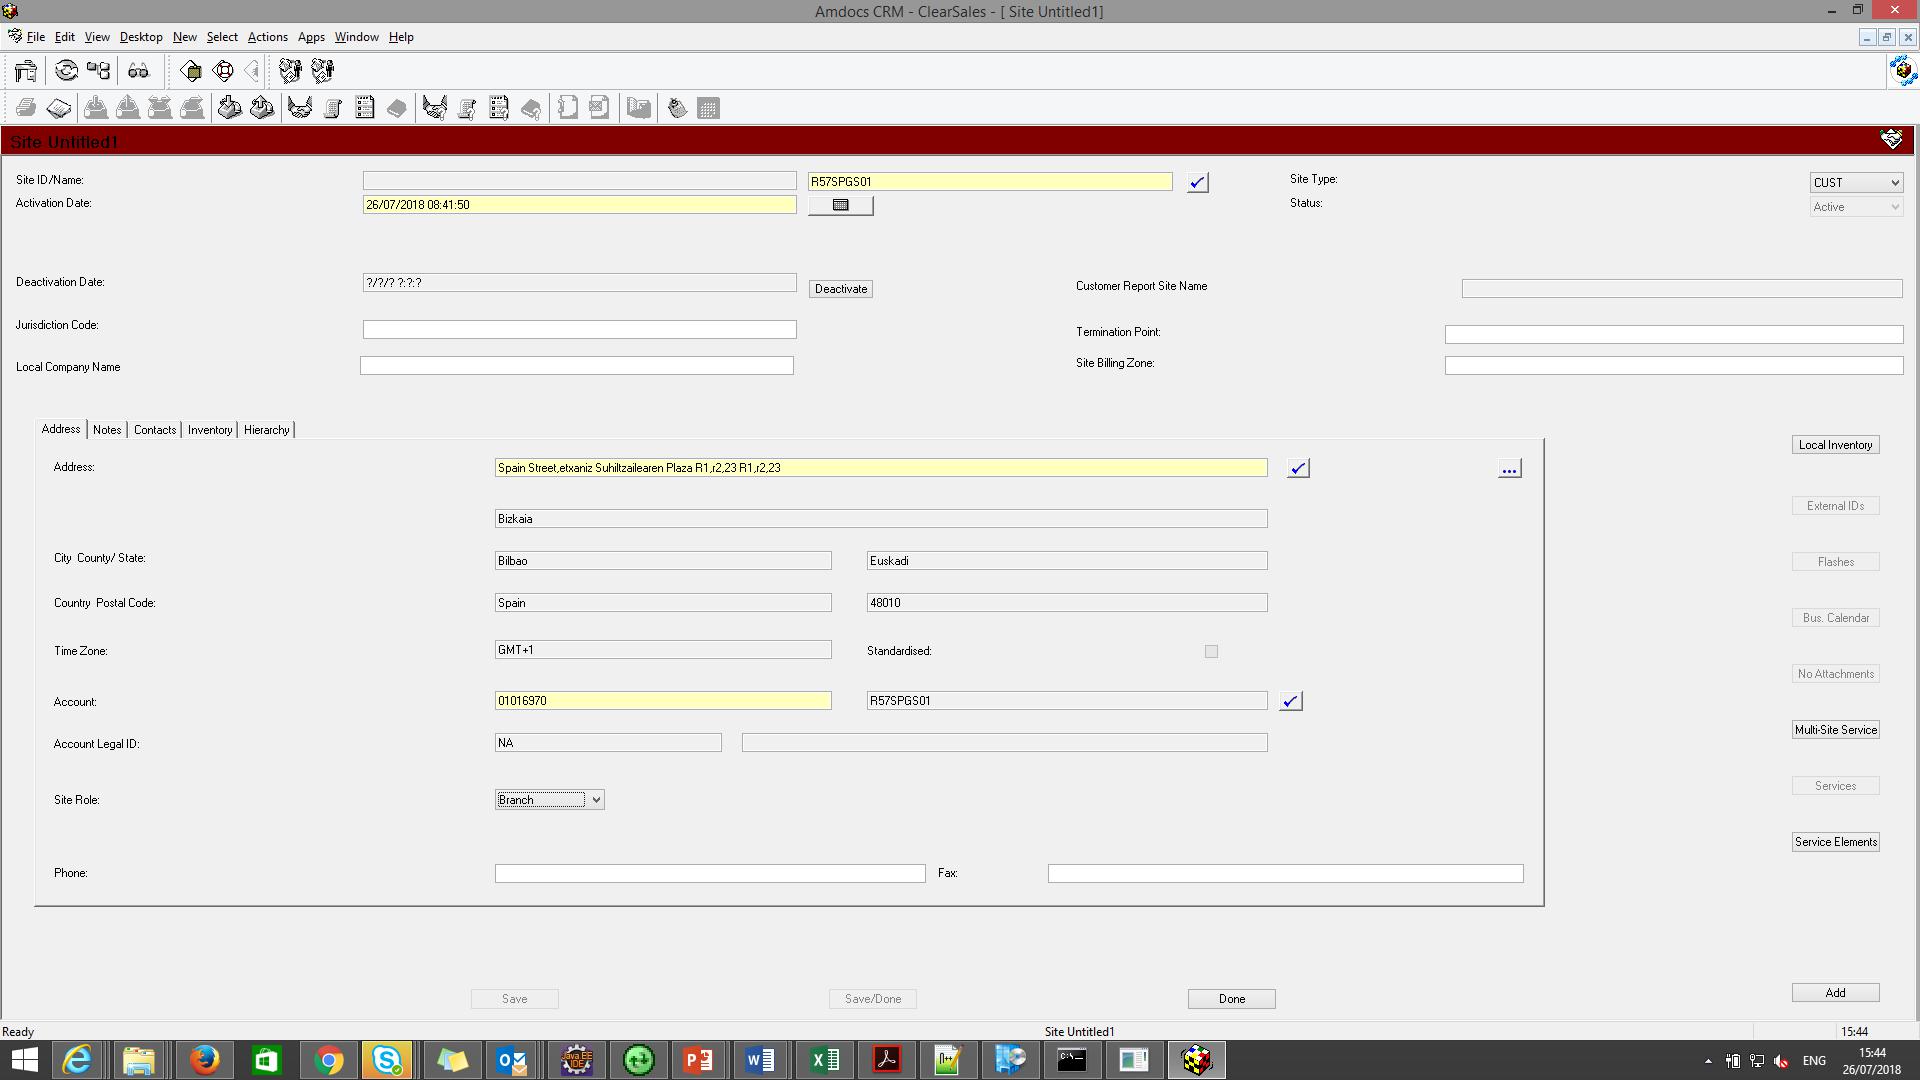 Amdocs CRM - ClearSales - [ Site Untitled1]
File Edit View Desktop New Select Actions Apps Window Help
Site Untitled1
Site ID/Name: R57SPGS01 Site Type: CUST
Activation Date: 26/07/2018 08:41:50 Status: Active
Deactivation Date: ?/?/? ?:?:? Deactivate Customer Report Site Name
Jurisdiction Code: Termination Point:
Local Company Name Site Billing Zone:
Address Notes Contacts Inventory Hierarchy
Local Inventory
Address: Spain Street,etxaniz Suhiltzailearen Plaza R1,r2,23 R1,r2,23 ...
External IDs
Bizkaia
City County/ State: Bilbao Euskadi
Flashes
Country Postal Code: Spain 48010
Bus. Calendar
Time Zone: GMT+1 Standardised:
No Attachments
Account: 01016970 R57SPGS01
Multi-Site Service
Account Legal ID: NA
Services
Site Role: Branch
Service Elements
Phone: Fax:
Save Save/Done Done Add
Ready Site Untitled1 15:44
Java EE
IDE
C:\_
ENG 15:44
26/07/2018